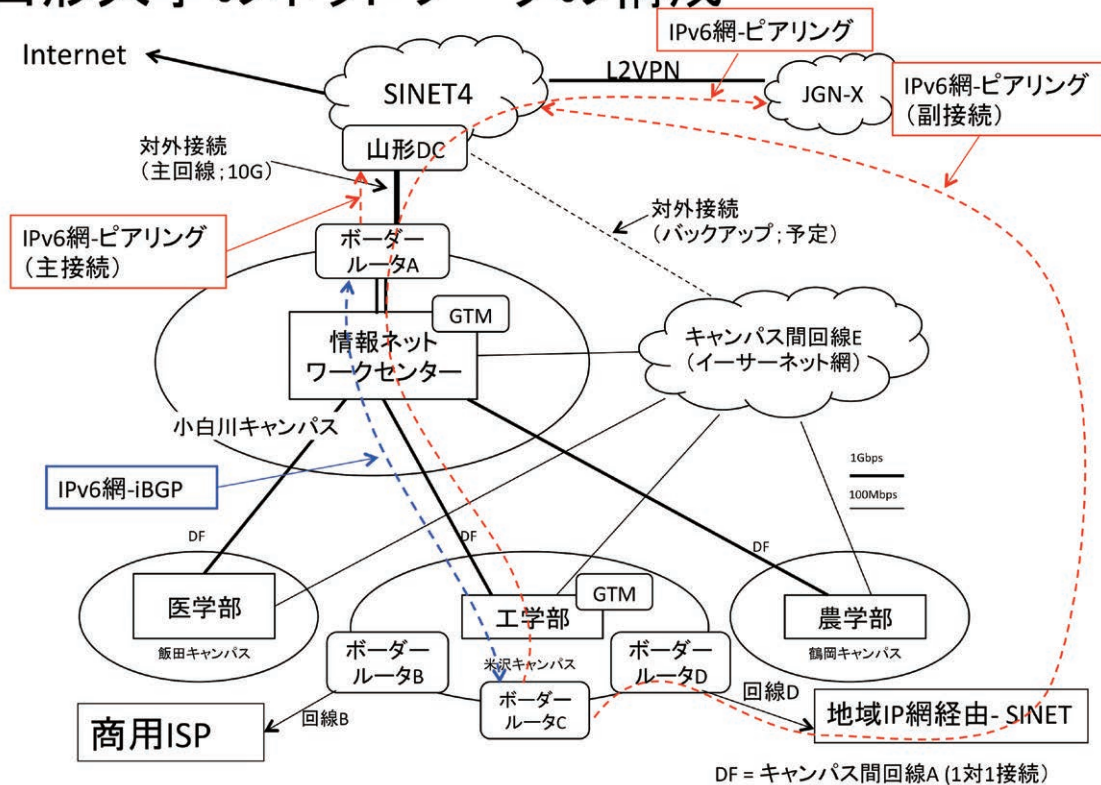 Internet
SINET4
L2VPN
JGN-X
IPv6網-ピアリング
IPv6網-ピアリング
（副接続）
山形DC
対外接続
（主回線；10G）
対外接続
（バックアップ；予定）
IPv6網-ピアリング
（主接続）
ボーダー
ルータA
GTM
情報ネット
ワークセンター
キャンパス間回線E
（イーサーネット網）
小白川キャンパス
IPv6網-iBGP
1Gbps
100Mbps
DF
DF
DF
医学部
飯田キャンパス
工学部
GTM
米沢キャンパス
農学部
鶴岡キャンパス
ボーダー
ルータB
ボーダー
ルータC
ボーダー
ルータD
回線B
回線D
商用ISP
地域IP網経由- SINET
DF = キャンパス間回線A (1対1接続）